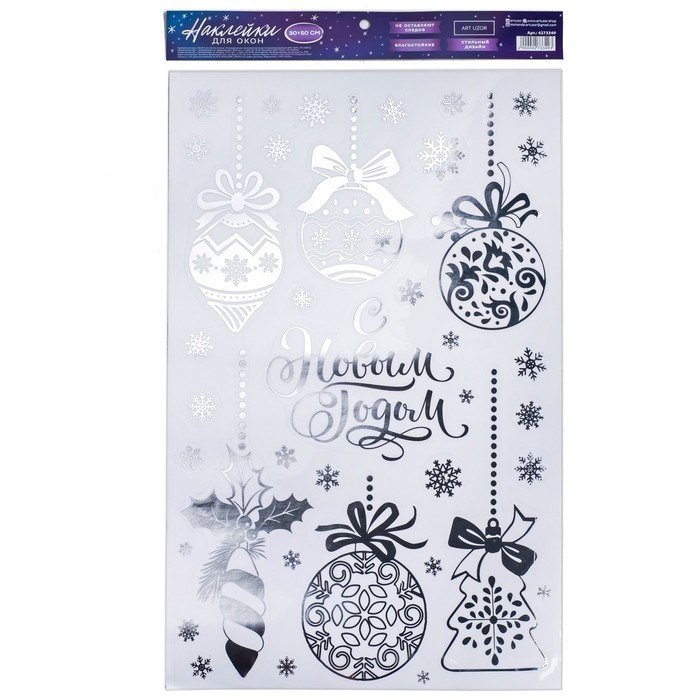 Наклейки
ДЛЯ ОКОН
30×50 СМ
НЕ ОСТАВЛЯЮТ
СЛЕДОВ
ВЛАГОСТОЙКИЕ
ART UZOR
СТИЛЬНЫЙ
ДИЗАЙН
С
Новым
Годом